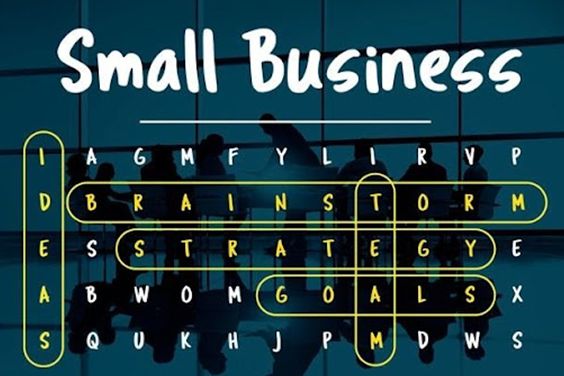 Small Business
I A G M F Y L I R V P
D B R A I N S T O R M
E S S T R A T E G Y E
A B W O M G O A L S X
S Q U K H J P M D W S